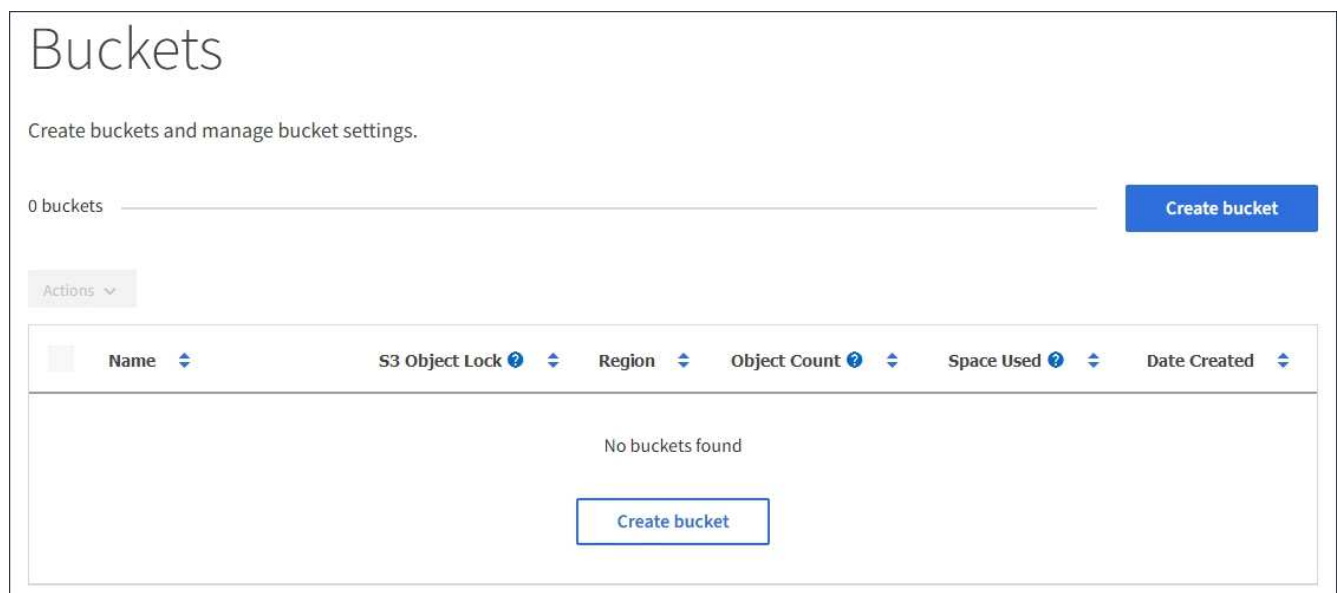 Buckets
Create buckets and manage bucket settings.
0 buckets Create bucket
Actions
Name S3 Object Lock ? Region Object Count ? Space Used ? Date Created
No buckets found
Create bucket